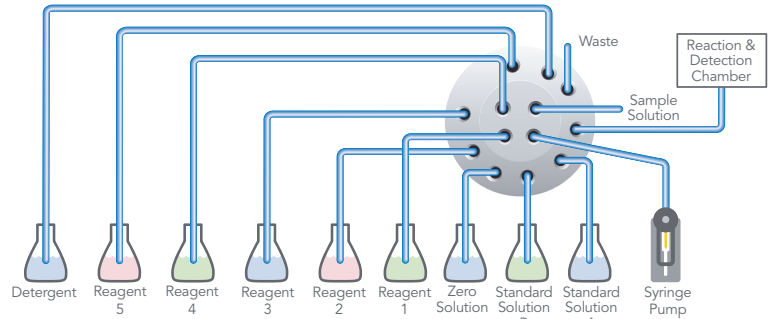 Waste
Reaction &
Detection
Chamber
Sample
Solution
Detergent
Reagent
5
Reagent
4
Reagent
3
Reagent
2
Reagent
1
Zero
Solution
Standard
Solution
Standard
Solution
Syringe
Pump